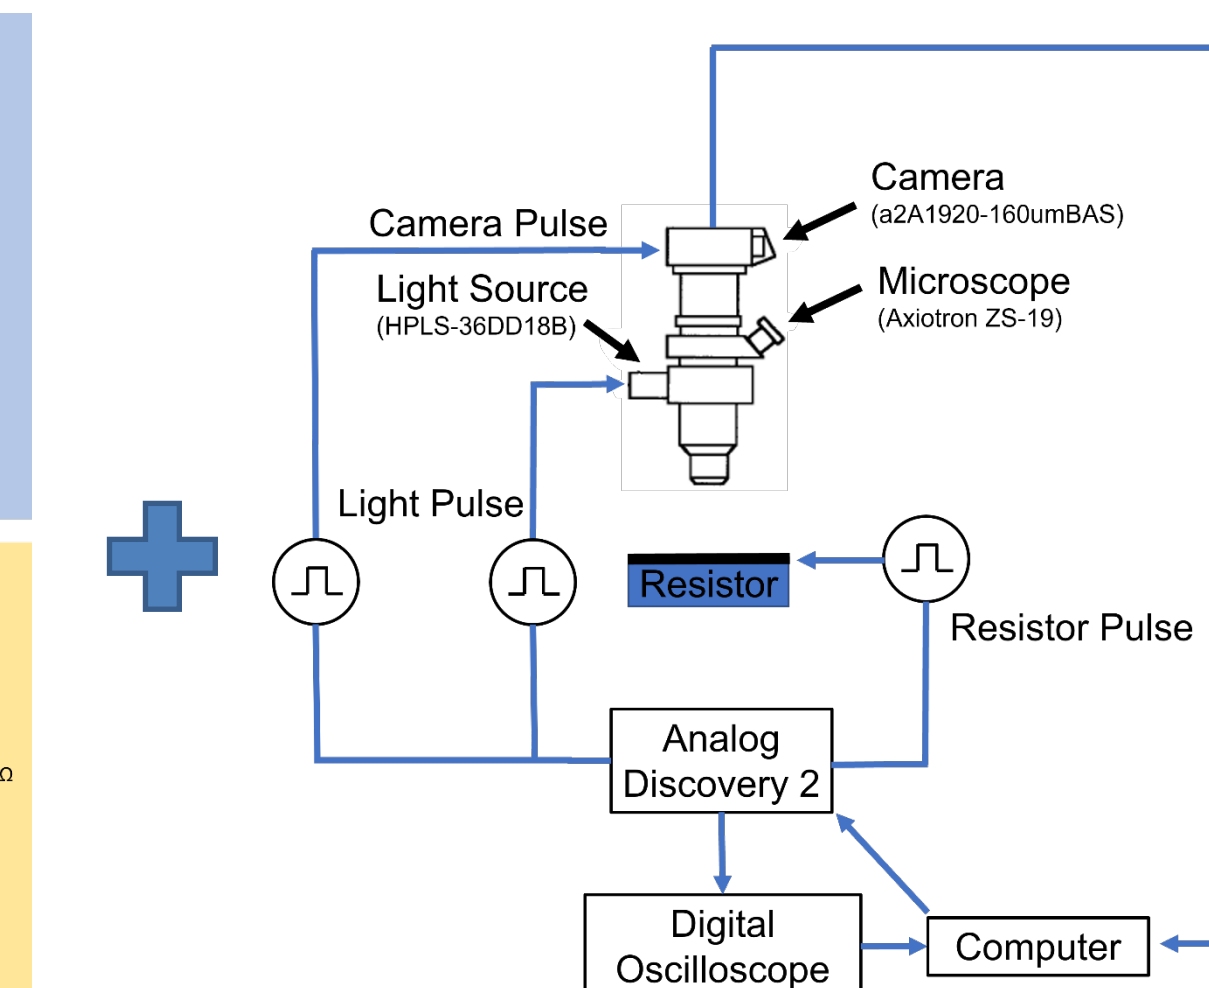 Camera
(a2A1920-160umBAS)
Camera Pulse
Light Source
(HPLS-36DD18B)
Microscope
(Axiotron ZS-19)
Light Pulse
Resistor
Resistor Pulse
Analog
Discovery 2
Ω
Digital
Oscilloscope
Computer